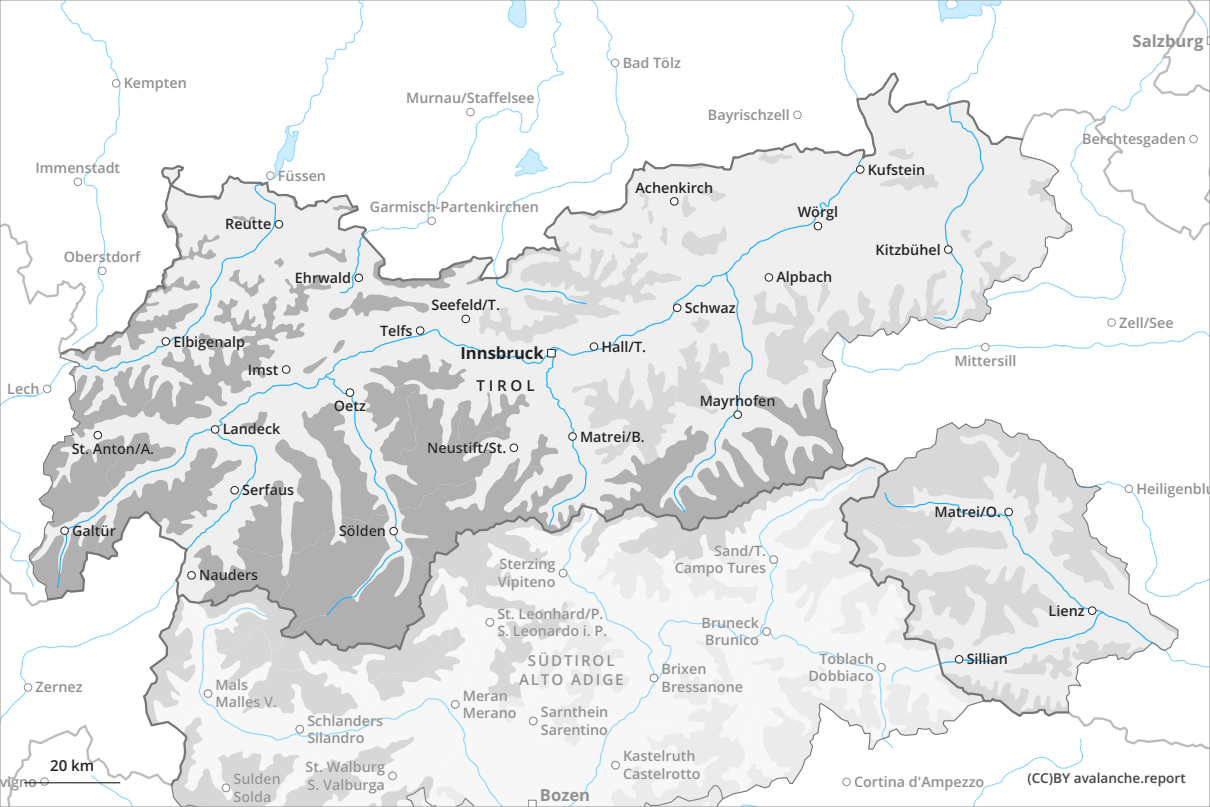 Salzburg
Bad Tölz
Kempten
Murnau/Staffelsee
Bayrischzell
Berchtesgaden
Immenstadt
Füssen
Kufstein
Achenkirch
Garmisch-Partenkirchen
Wörgl
Reutte
Kitzbühel
Oberstdorf
Ehrwald
Alpbach
Seefeld/T.
Schwaz
Zell/See
Telfs
Elbigenalp
Innsbruck
Hall/T.
Mittersill
Imst
TIROL
Lech
Oetz
Mayrhofen
Landeck
Matrei/B.
St. Anton/A.
Neustift/St.
Serfaus
Heiligenblu
Matrei/O.
Galtür
Sölden
Sand/T.
Campo Tures
Sterzing
Vipiteno
Nauders
Lienz
St. Leonhard/P.
S. Leonardo i. P.
Bruneck
Brunico
SÜDTIROL
ALTO ADIGE
Toblach
Dobbiaco
Sillian
Brixen
Bressanone
Zernez
Mals
Malles V.
Meran
Merano
Sarnthein
Sarentino
Schlanders
Silandro
Kastelruth
Castelrotto
20 km
St. Walburg
S. Valburga
vigno
Sulden
Solda
Cortina d'Ampezzo
(CC)BY avalanche.report
Bozen